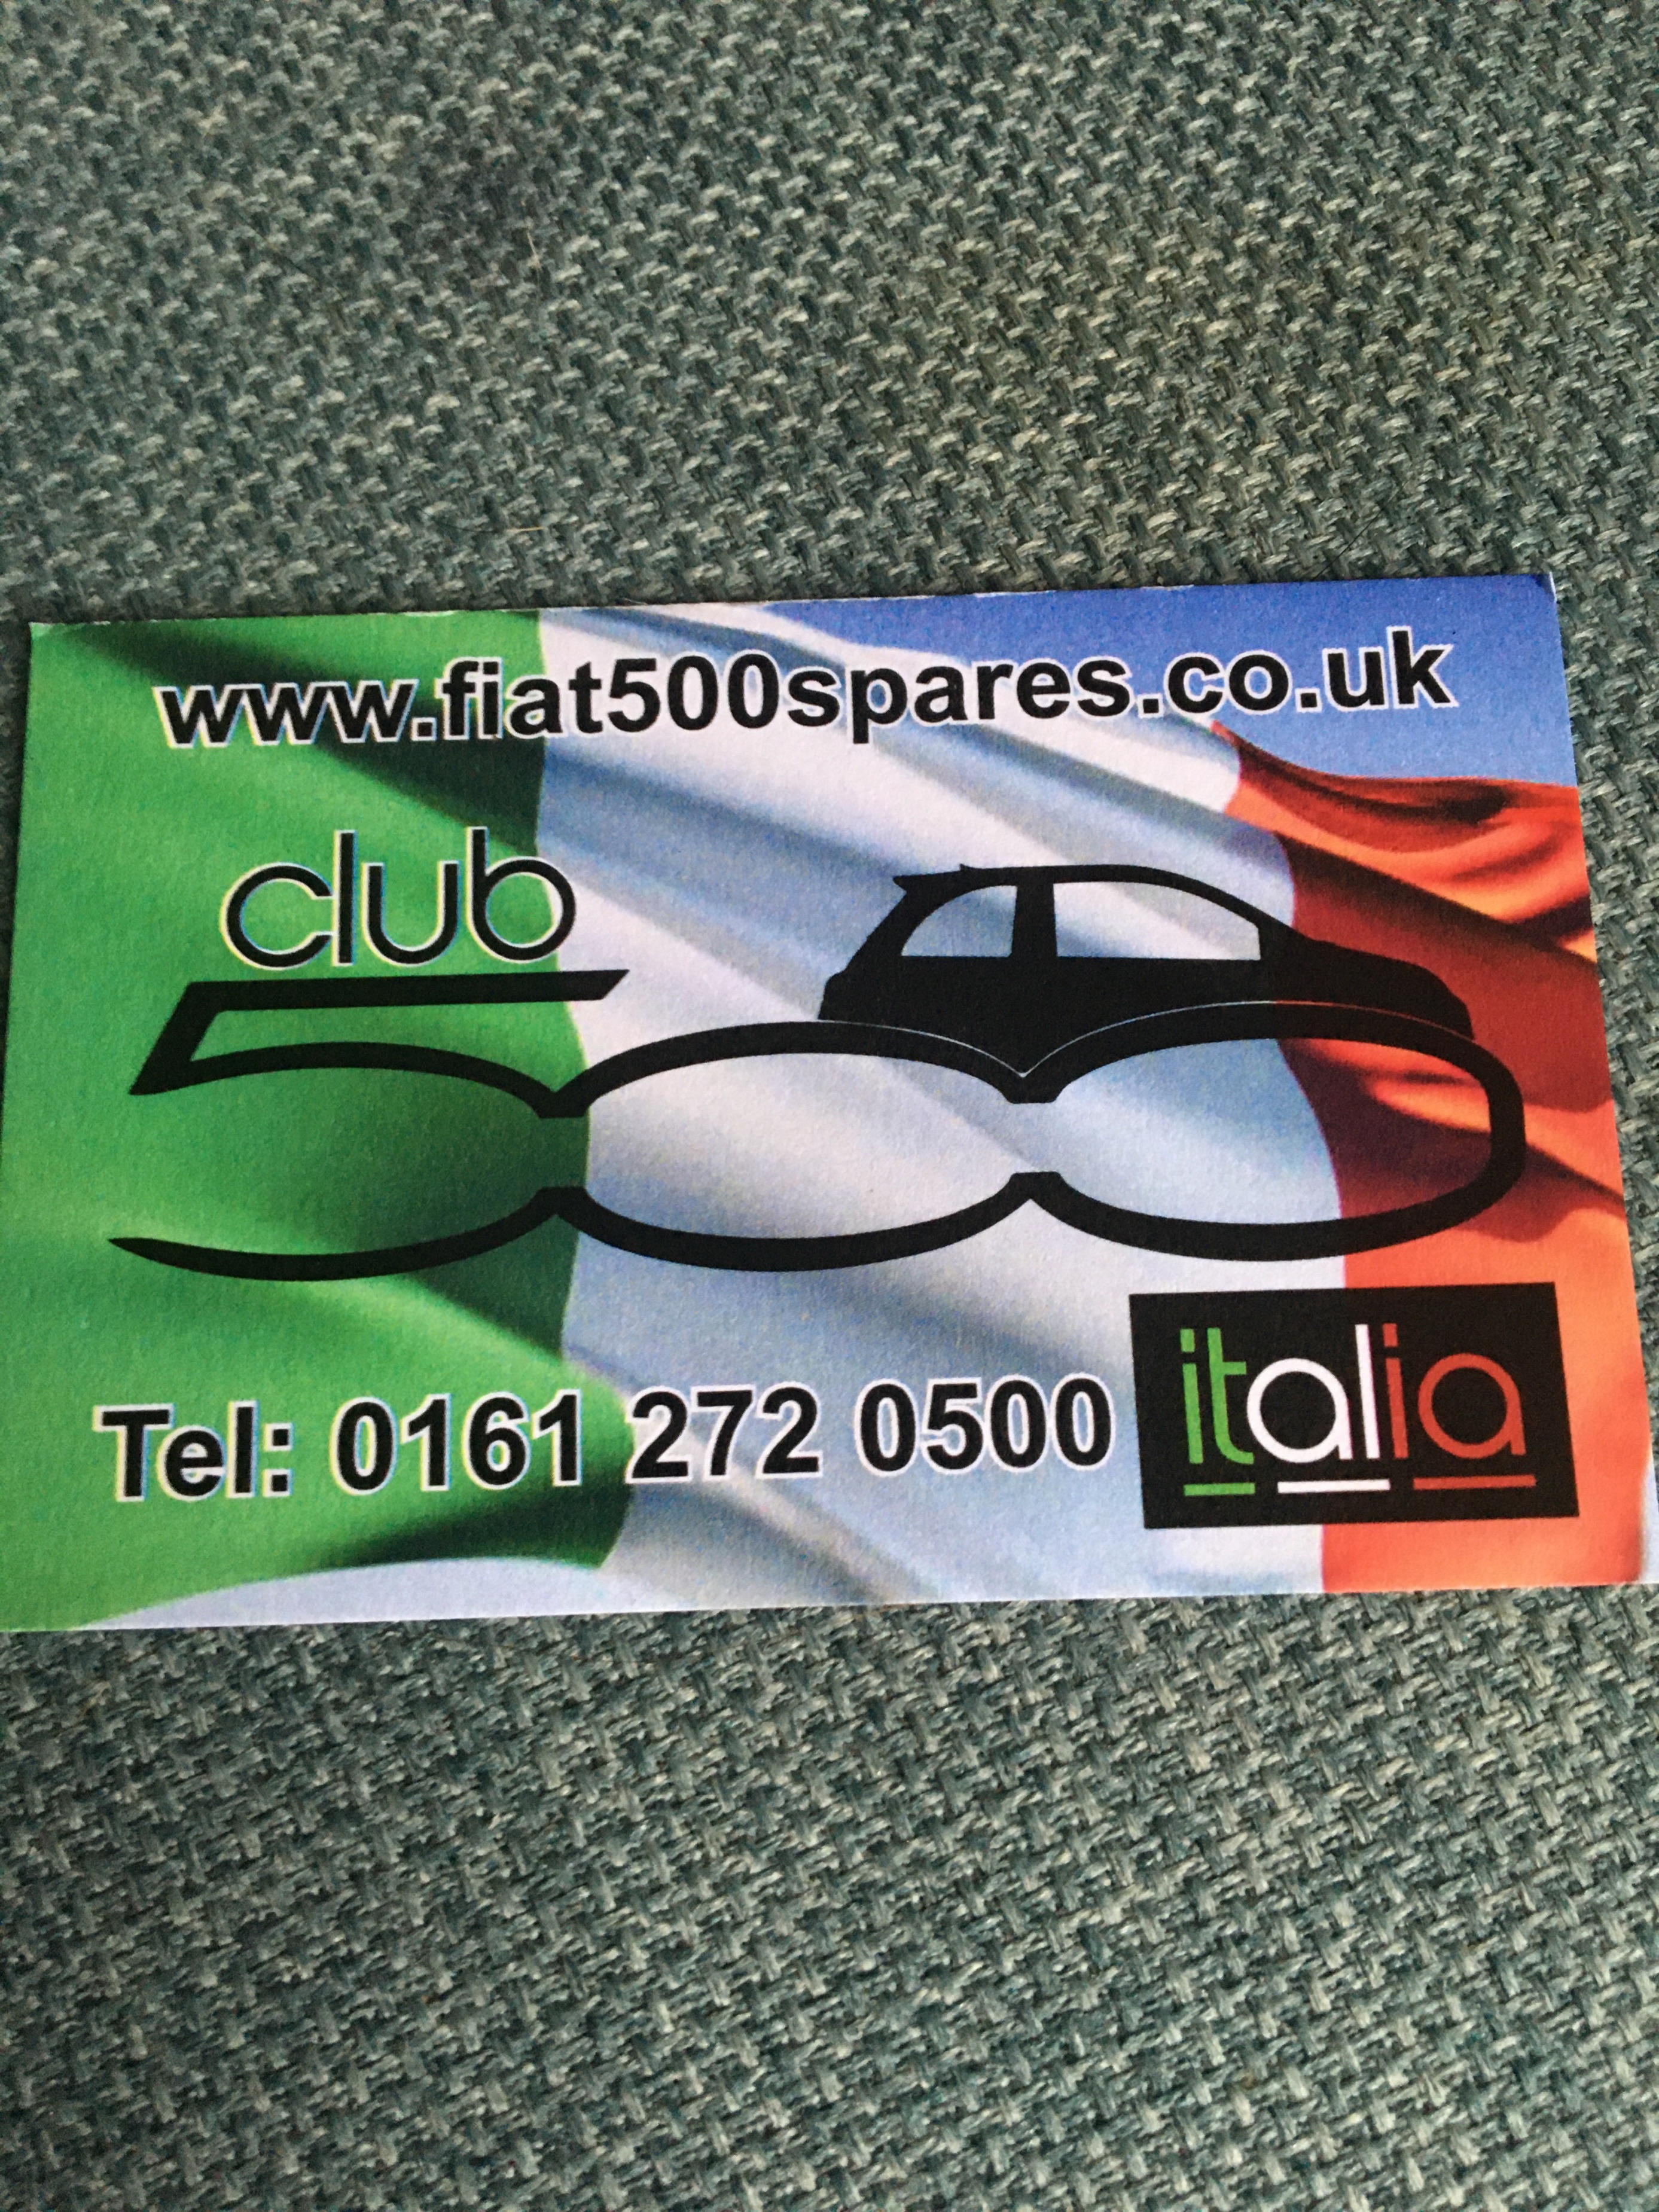 www.fiat500spares.co.uk
club
500
Tel: 0161 272 0500
italia